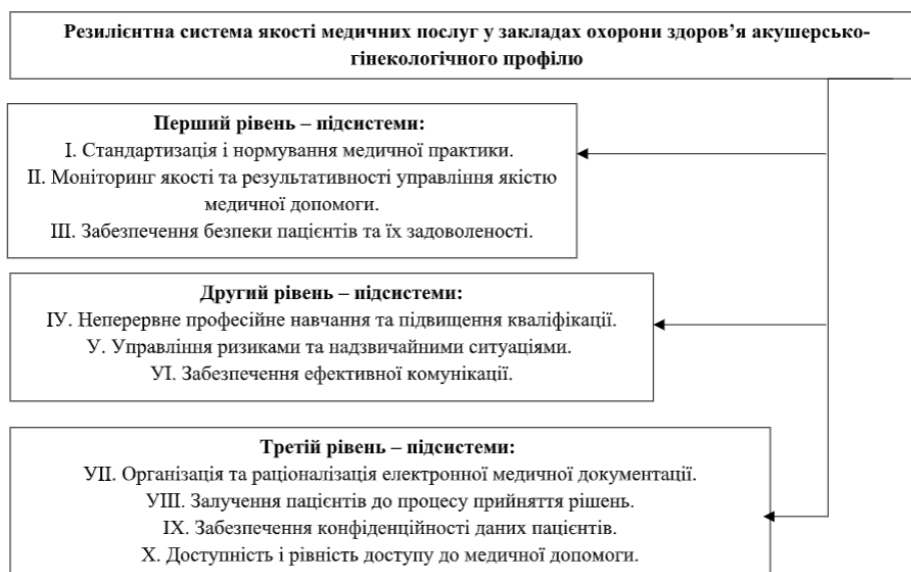 Резилієнтна система якості медичних послуг у закладах охорони здоров’я акушерсько-
гінекологічного профілю
Перший рівень – підсистеми:
І. Стандартизація і нормування медичної практики.
ІІ. Моніторинг якості та результативності управління якістю
медичної допомоги.
ІІІ. Забезпечення безпеки пацієнтів та їх задоволеності.
Другий рівень – підсистеми:
ІУ. Неперервне професійне навчання та підвищення кваліфікації.
У. Управління ризиками та надзвичайними ситуаціями.
УІ. Забезпечення ефективної комунікації.
Третій рівень – підсистеми:
УІІ. Організація та раціоналізація електронної медичної документації.
УІІІ. Залучення пацієнтів до процесу прийняття рішень.
ІХ. Забезпечення конфіденційності даних пацієнтів.
Х. Доступність і рівність доступу до медичної допомоги.